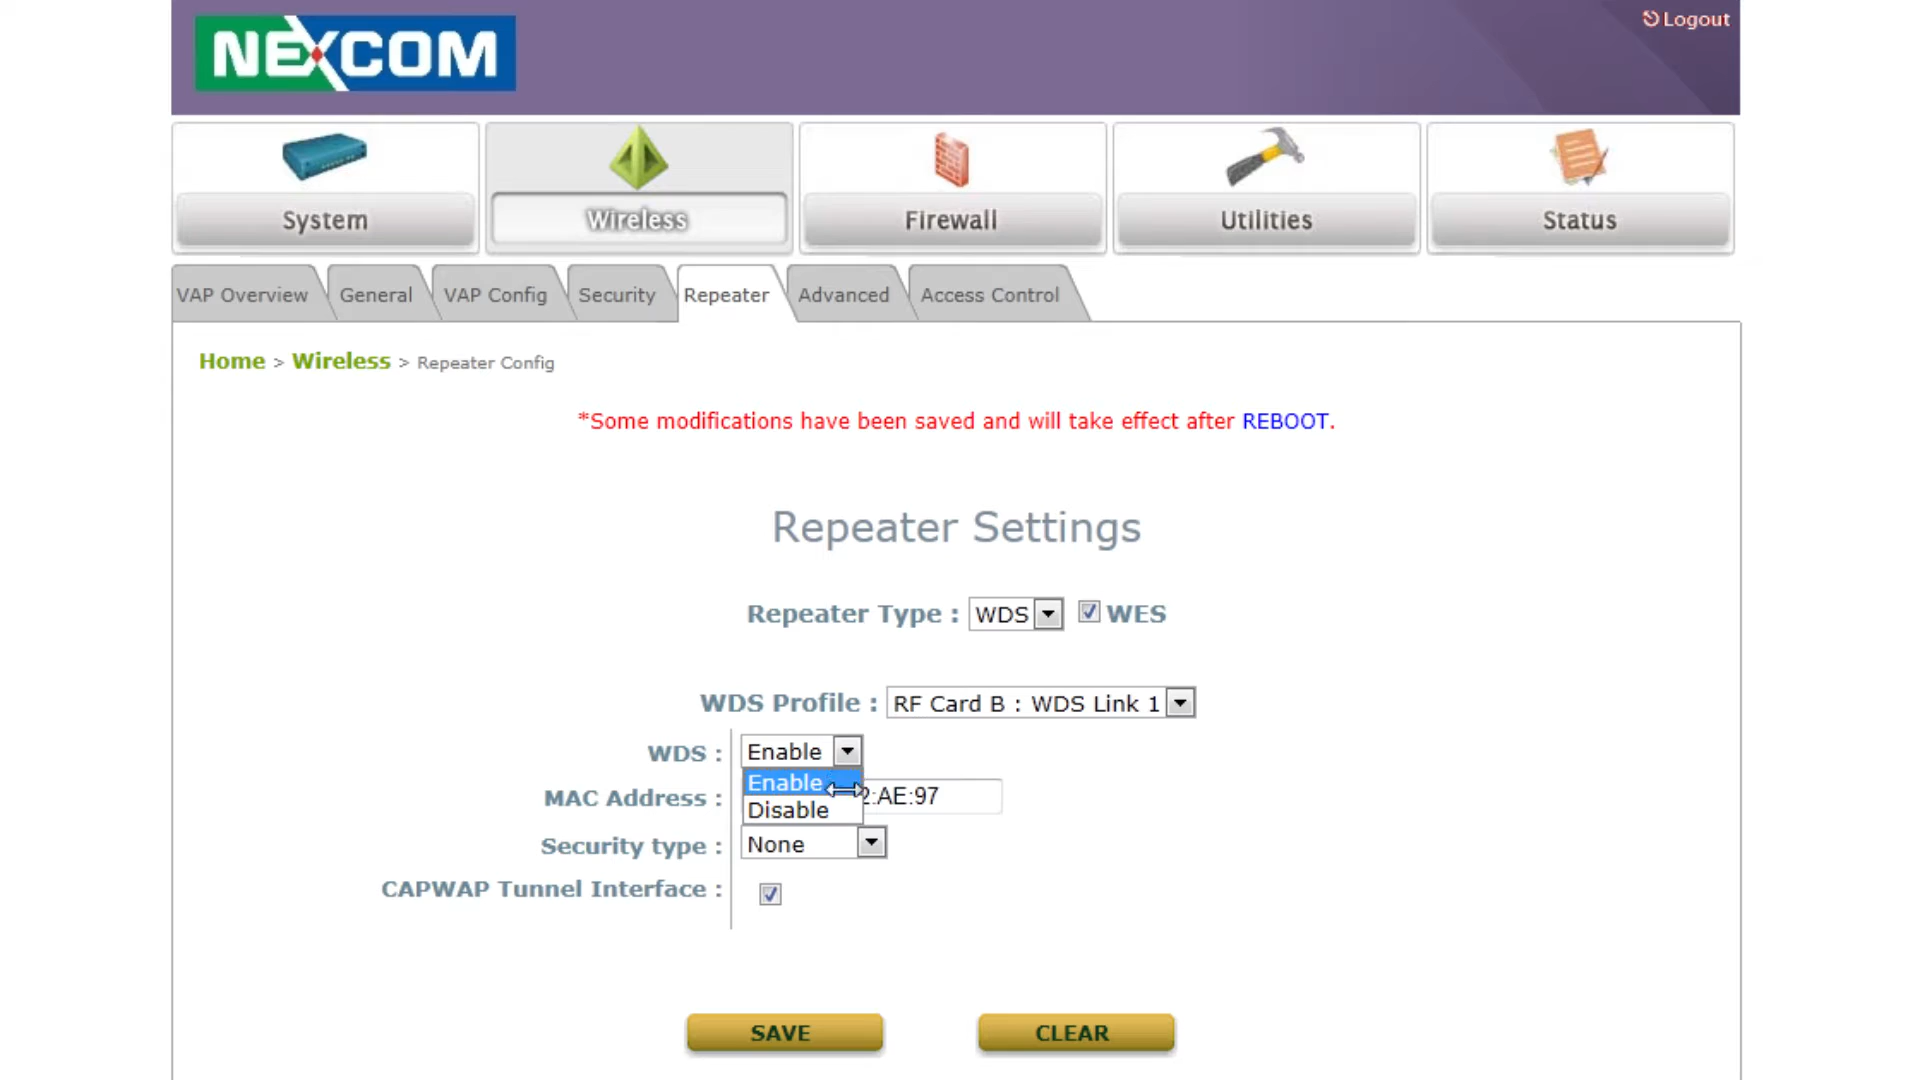 NEXCOM
Logout
System
Wireless
Firewall
Utilities
Status
VAP Overview
General
VAP Config
Security
Repeater
Advanced
Access Control
Home > Wireless > Repeater Config
*Some modifications have been saved and will take effect after REBOOT.
Repeater Settings
Repeater Type : WDS WES
WDS Profile : RF Card B : WDS Link 1
WDS : Enable
Enable
Disable
MAC Address : :AE:97
Security type : None
CAPWAP Tunnel Interface :
SAVE
CLEAR